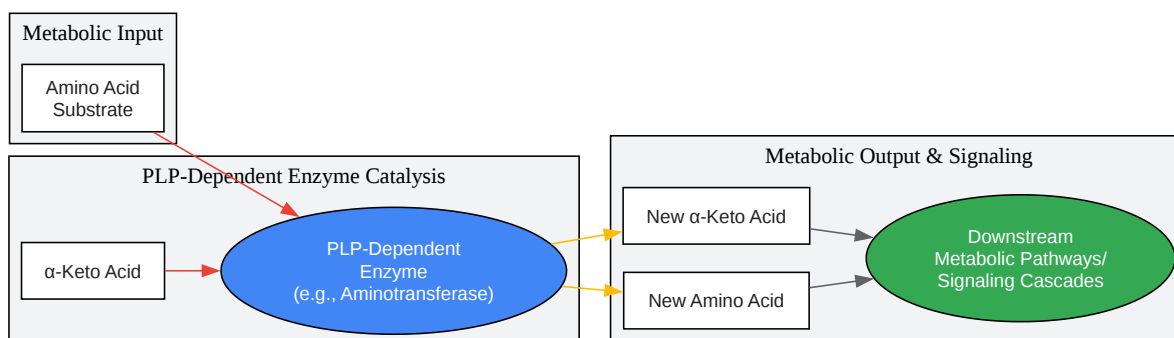 Metabolic Input
Amino Acid
Substrate
PLP-Dependent Enzyme Catalysis
α-Keto Acid
PLP-Dependent
Enzyme
(e.g., Aminotransferase)
Metabolic Output & Signaling
New α-Keto Acid
New Amino Acid
Downstream
Metabolic Pathways/
Signaling Cascades